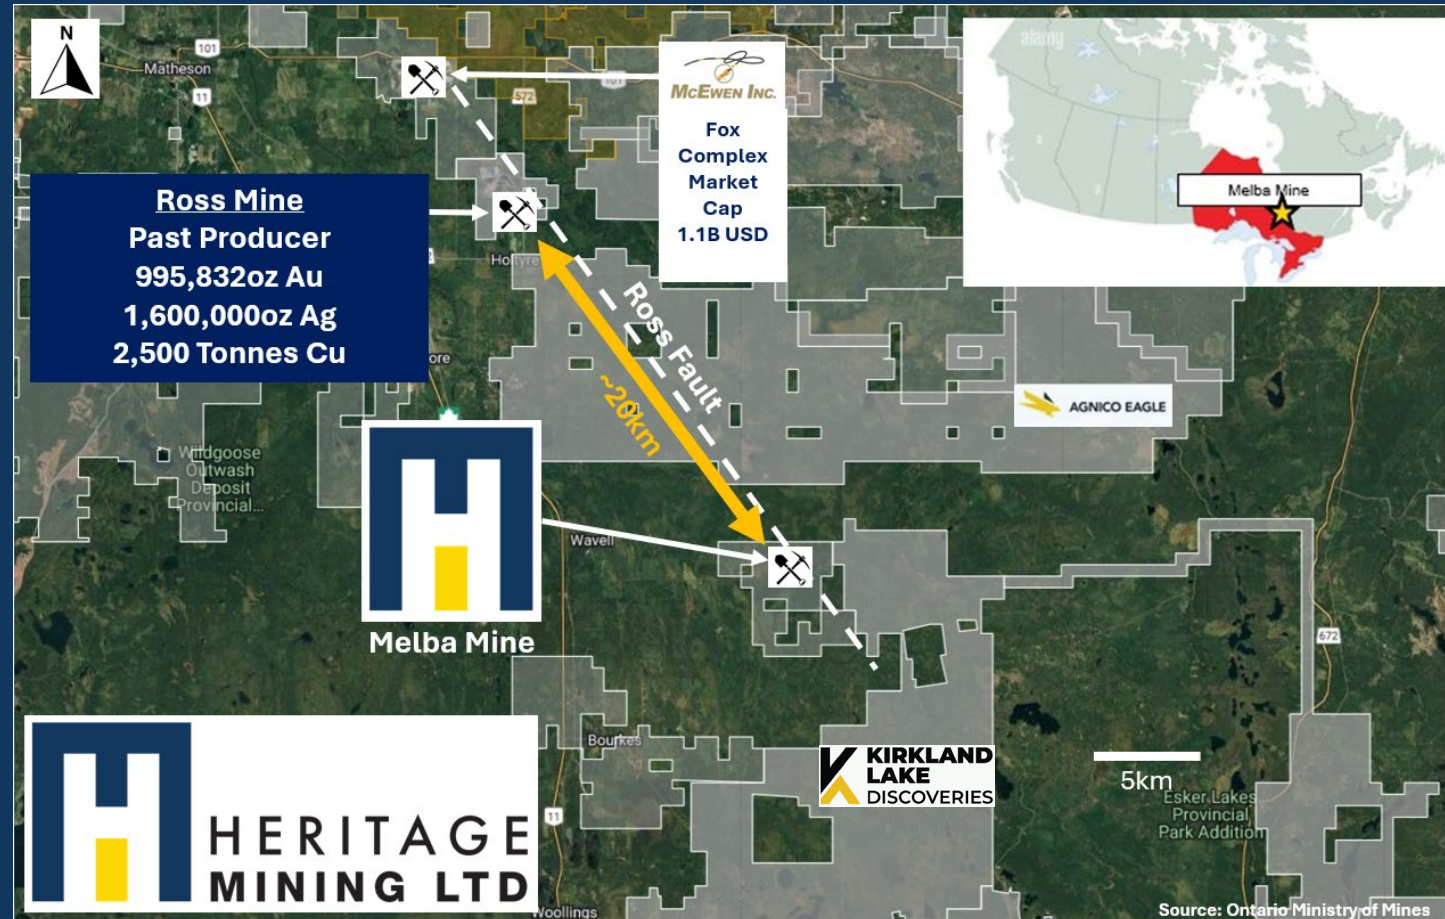 N
101
Matheson
11
572
101
McEWEN INC.
Fox
Complex
Market
Cap
1.1B USD
alamy
Melba Mine
Ross Mine
Past Producer
995,832oz Au
1,600,000oz Ag
2,500 Tonnes Cu
Holtyre
ore
Ross Fault
~20km
AGNICO EAGLE
Wildgoose
Outwash
Deposit
Provincial...
Wavell
Melba Mine
672
Bourkes
KIRKLAND
LAKE
DISCOVERIES
5km
Esker Lakes
Provincial
Park Addition
11
HERITAGE
MINING LTD
Woollings
Source: Ontario Ministry of Mines